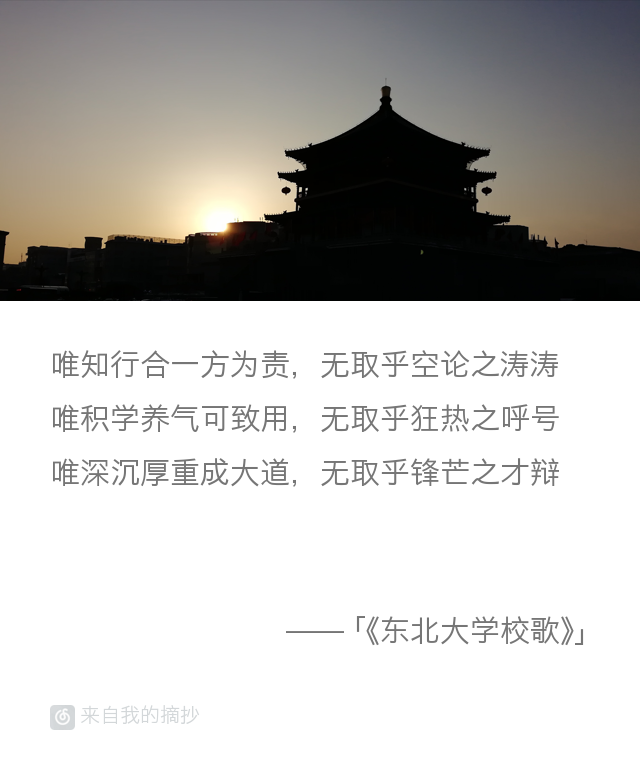 唯知行合一方为责，无取乎空论之涛涛
唯积学养气可致用，无取乎狂热之呼号
唯深沉厚重成大道，无取乎锋芒之才辩
——「《东北大学校歌》」
来自我的摘抄